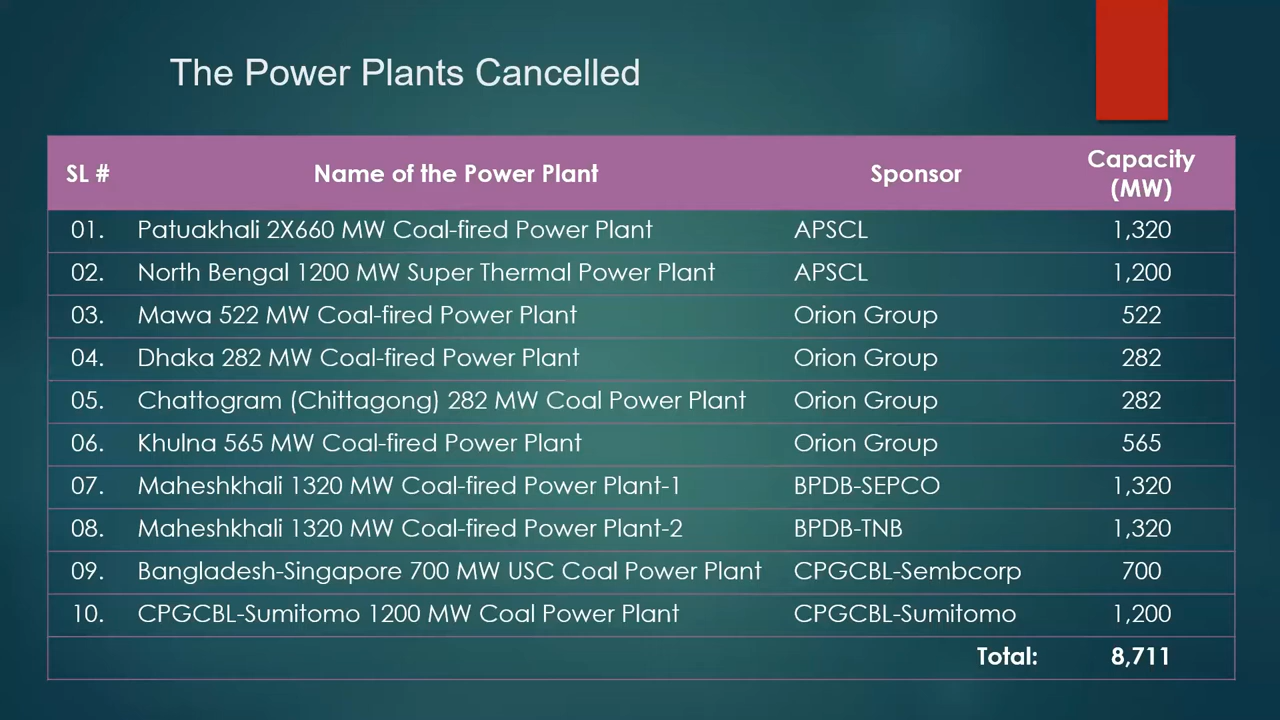 The Power Plants Cancelled
SL # Name of the Power Plant Sponsor Capacity (MW)
01. Patuakhali 2X660 MW Coal-fired Power Plant APSCL 1,320
02. North Bengal 1200 MW Super Thermal Power Plant APSCL 1,200
03. Mawa 522 MW Coal-fired Power Plant Orion Group 522
04. Dhaka 282 MW Coal-fired Power Plant Orion Group 282
05. Chattogram (Chittagong) 282 MW Coal Power Plant Orion Group 282
06. Khulna 565 MW Coal-fired Power Plant Orion Group 565
07. Maheshkhali 1320 MW Coal-fired Power Plant-1 BPDB-SEPCO 1,320
08. Maheshkhali 1320 MW Coal-fired Power Plant-2 BPDB-TNB 1,320
09. Bangladesh-Singapore 700 MW USC Coal Power Plant CPGCBL-Sembcorp 700
10. CPGCBL-Sumitomo 1200 MW Coal Power Plant CPGCBL-Sumitomo 1,200
Total: 8,711